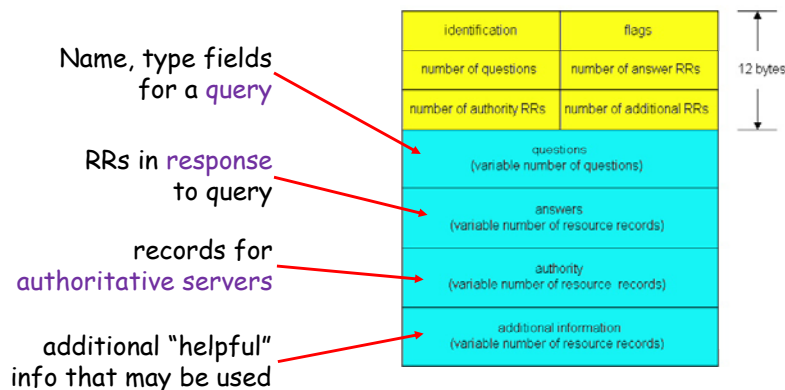 identification
flags
number of questions
number of answer RRs
number of authority RRs
number of additional RRs
12 bytes
Name, type fields
for a query
questions
(variable number of questions)
RRs in response
to query
answers
(variable number of resource records)
records for
authoritative servers
authority
(variable number of resource records)
additional “helpful”
info that may be used
additional information
(variable number of resource records)